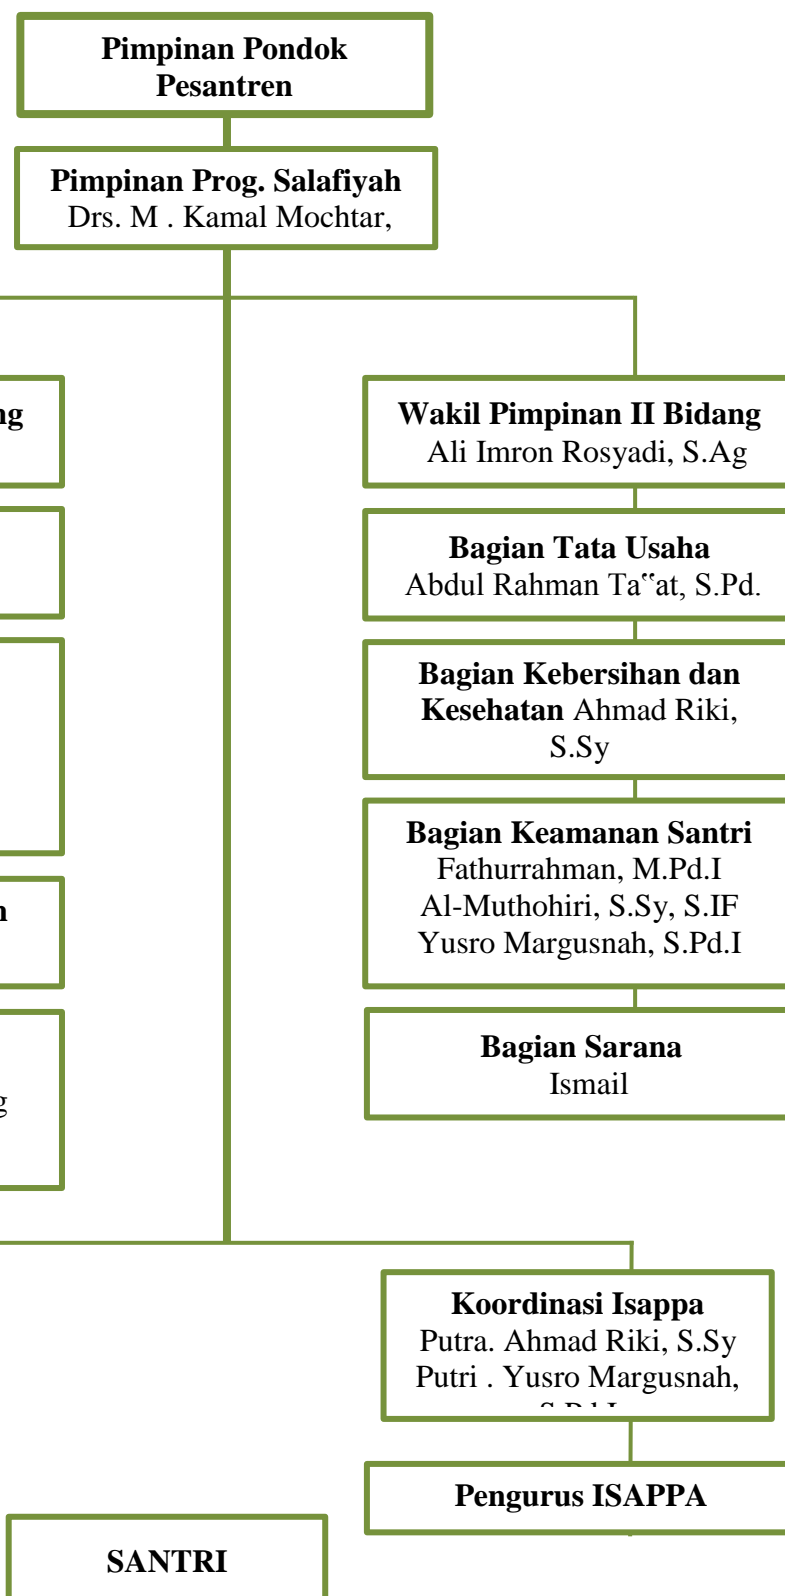 Pimpinan Pondok
Pesantren
Pimpinan Prog. Salafiyah
Drs. M . Kamal Mochtar,
Wakil Pimpinan II Bidang
Ali Imron Rosyadi, S.Ag
Bagian Tata Usaha
Abdul Rahman Ta‟at, S.Pd.
Bagian Kebersihan dan
Kesehatan Ahmad Riki,
S.Sy
Bagian Keamanan Santri
Fathurrahman, M.Pd.I
Al-Muthohiri, S.Sy, S.IF
Yusro Margusnah, S.Pd.I
Bagian Sarana
Ismail
Koordinasi Isappa
Putra. Ahmad Riki, S.Sy
Putri . Yusro Margusnah,
Pengurus ISAPPA
SANTRI